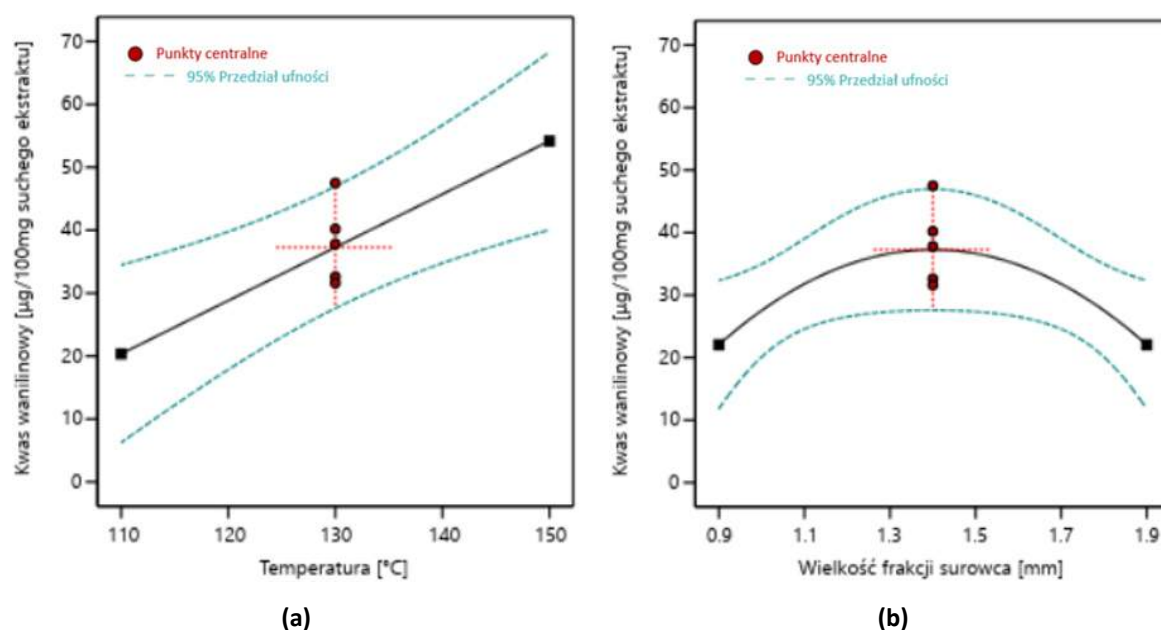 Kwas wanilinowy [µg/100mg suchego ekstraktu]
70
60
50
40
30
20
10
0
Punkty centralne
95% Przedział ufności
110 120 130 140 150
Temperatura [°C]
(a)
Kwas wanilinowy [µg/100mg suchego ekstraktu]
70
60
50
40
30
20
10
0
Punkty centralne
95% Przedział ufności
0.9 1.1 1.3 1.5 1.7 1.9
Wielkość frakcji surowca [mm]
(b)